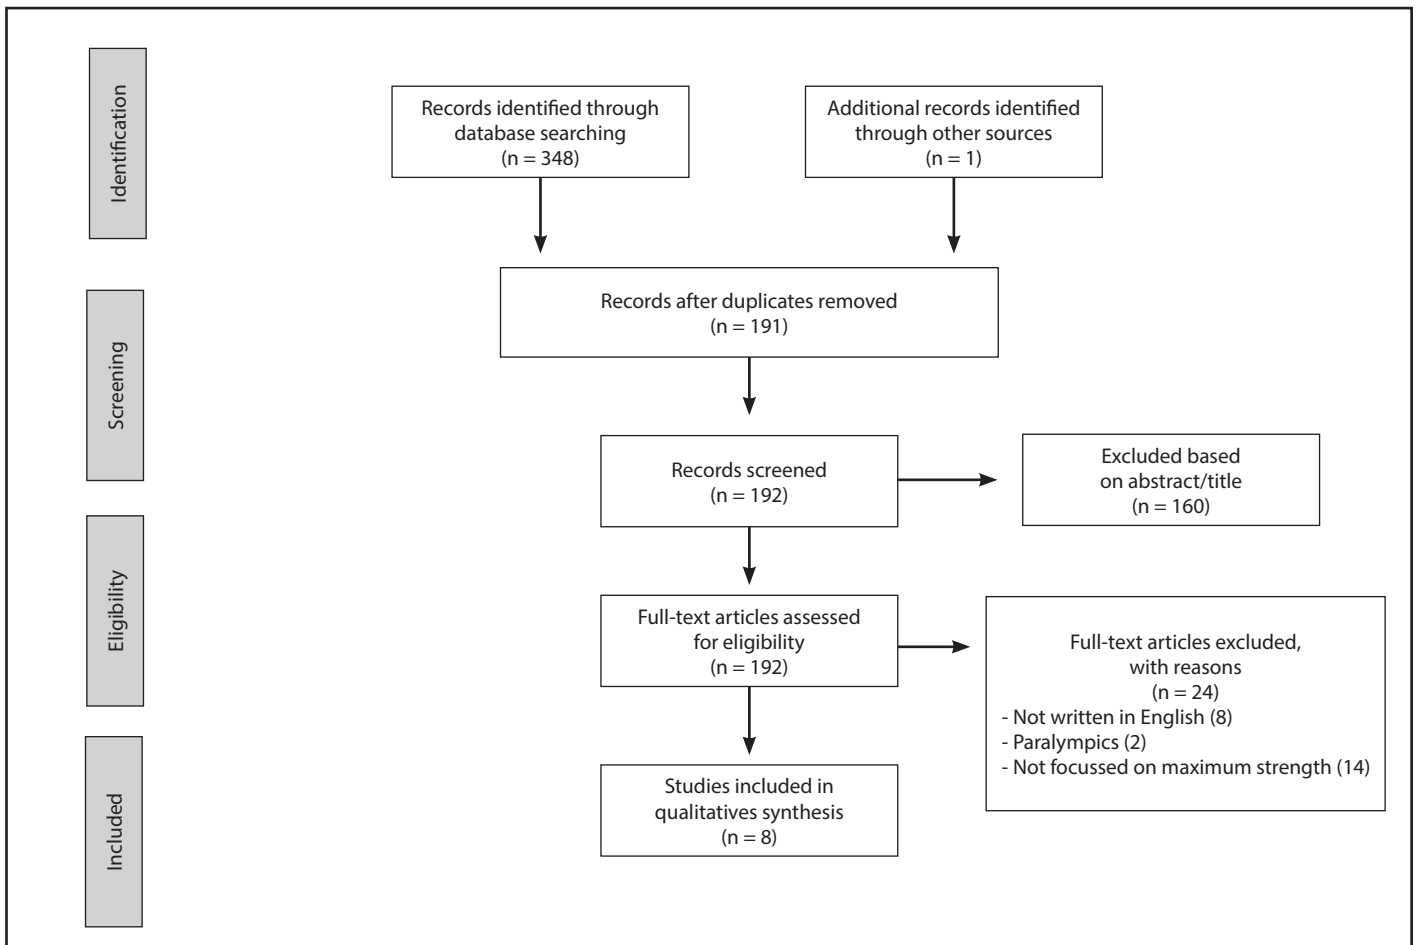 Identification
Records identified through
database searching
(n = 348)
Additional records identified
through other sources
(n = 1)
Records after duplicates removed
(n = 191)
Screening
Records screened
(n = 192)
Excluded based
on abstract/title
(n = 160)
Eligibility
Full-text articles assessed
for eligibility
(n = 192)
Full-text articles excluded,
with reasons
(n = 24)
- Not written in English (8)
- Paralympics (2)
- Not focussed on maximum strength (14)
Included
Studies included in
qualitatives synthesis
(n = 8)